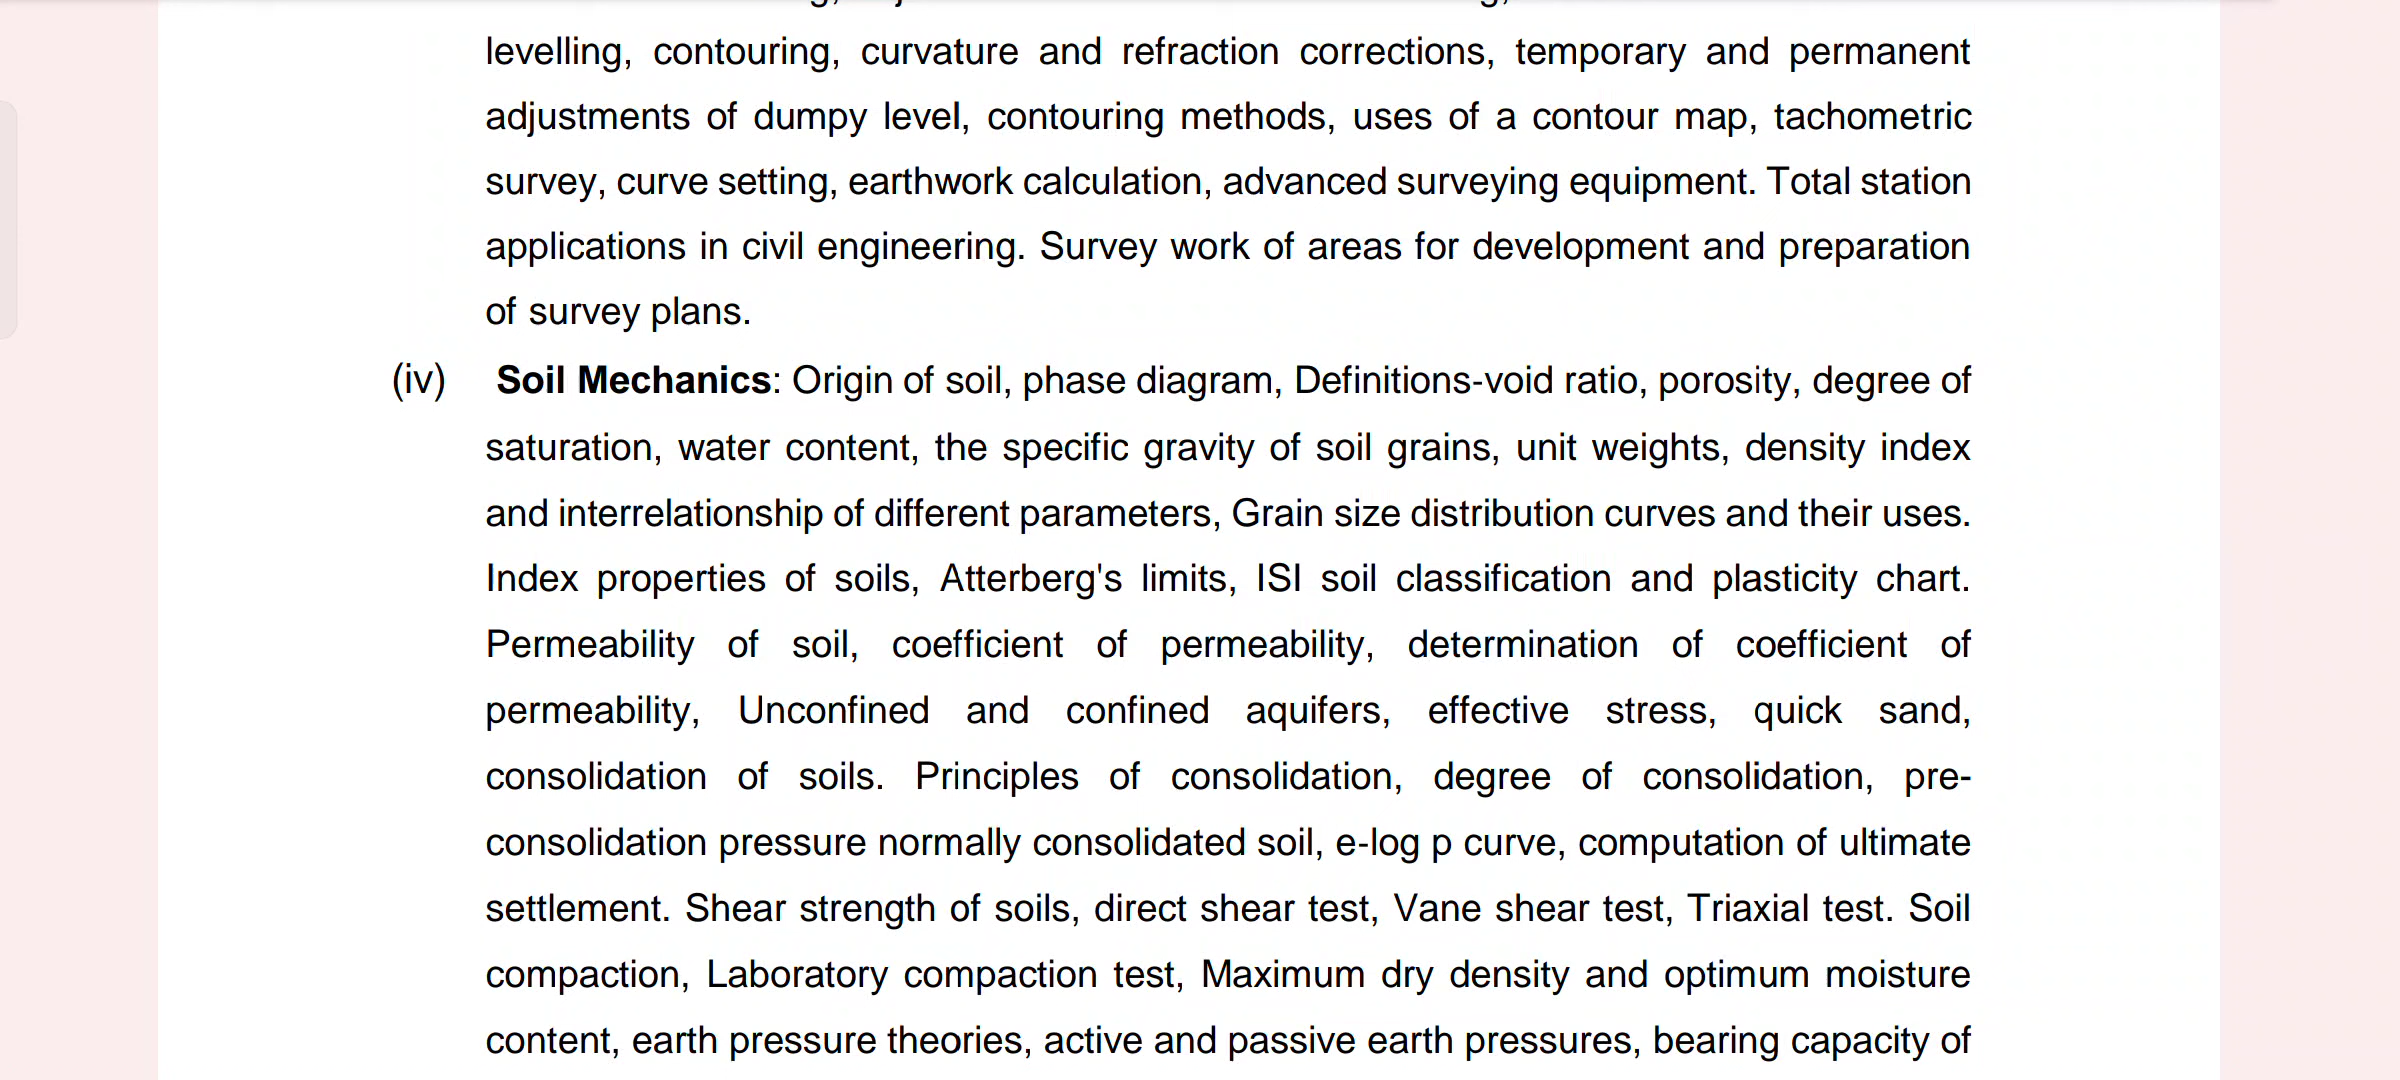 levelling, contouring, curvature and refraction corrections, temporary and permanent
adjustments of dumpy level, contouring methods, uses of a contour map, tachometric
survey, curve setting, earthwork calculation, advanced surveying equipment. Total station
applications in civil engineering. Survey work of areas for development and preparation
of survey plans.
(iv) Soil Mechanics: Origin of soil, phase diagram, Definitions-void ratio, porosity, degree of
saturation, water content, the specific gravity of soil grains, unit weights, density index
and interrelationship of different parameters, Grain size distribution curves and their uses.
Index properties of soils, Atterberg's limits, ISI soil classification and plasticity chart.
Permeability of soil, coefficient of permeability, determination of coefficient of
permeability, Unconfined and confined aquifers, effective stress, quick sand,
consolidation of soils. Principles of consolidation, degree of consolidation, pre-
consolidation pressure normally consolidated soil, e-log p curve, computation of ultimate
settlement. Shear strength of soils, direct shear test, Vane shear test, Triaxial test. Soil
compaction, Laboratory compaction test, Maximum dry density and optimum moisture
content, earth pressure theories, active and passive earth pressures, bearing capacity of